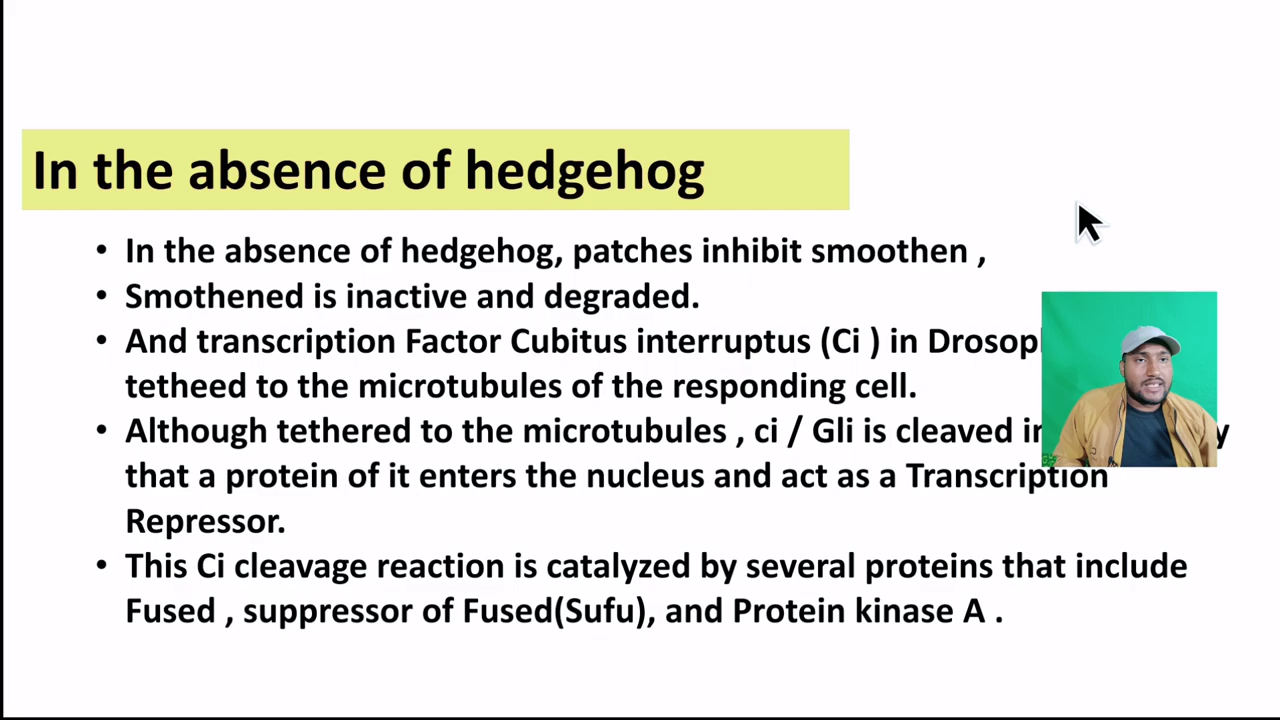 In the absence of hedgehog
• In the absence of hedgehog, patches inhibit smoothen ,
• Smothened is inactive and degraded.
• And transcription Factor Cubitus interruptus (Ci ) in
tetheed to the microtubules of the responding cell.
• Although tethered to the microtubules , ci / Gli is cleaved
that a protein of it enters the nucleus and act as a Transcription
Repressor.
• This Ci cleavage reaction is catalyzed by several proteins that include
Fused , suppressor of Fused(Sufu), and Protein kinase A .